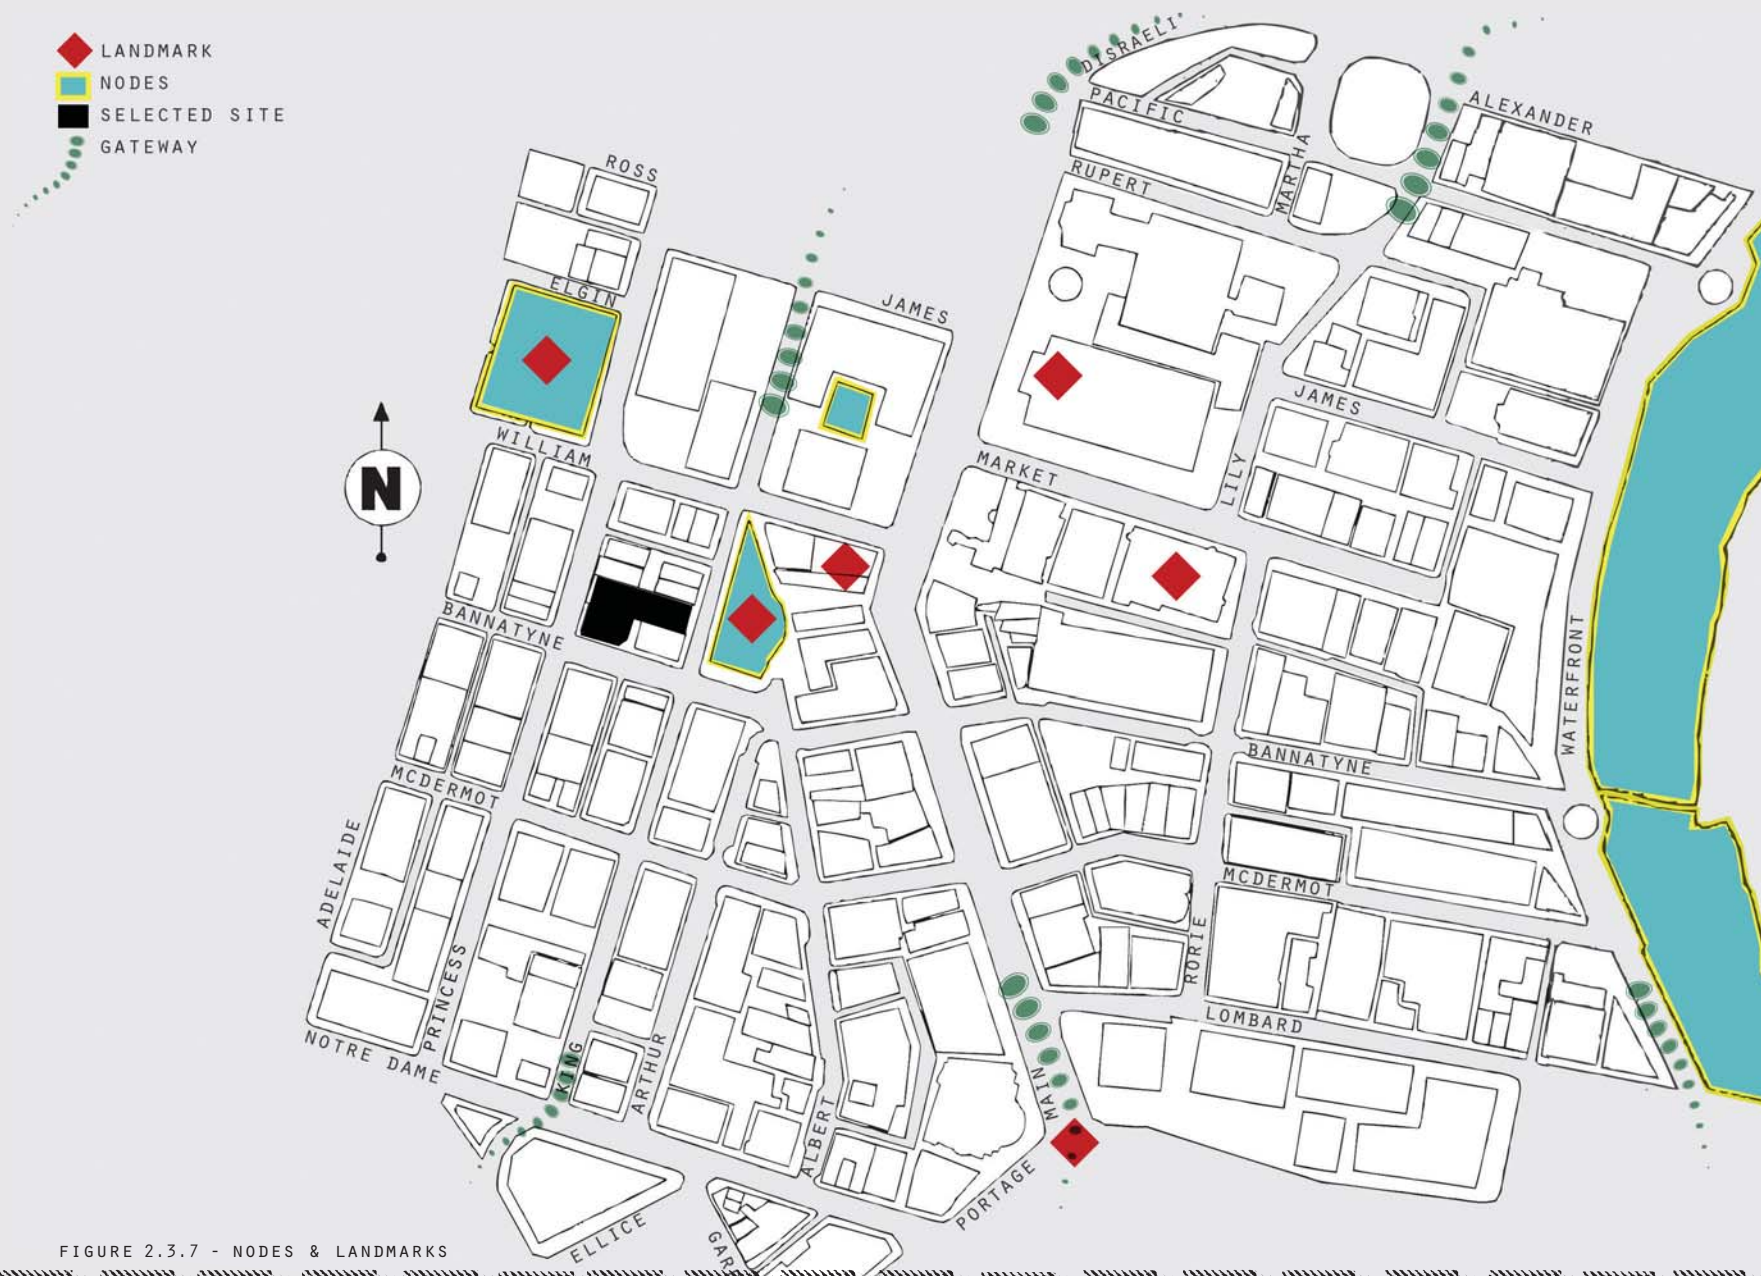 LANDMARK
NODES
SELECTED SITE
GATEWAY
DISRAELI
PACIFIC
ALEXANDER
MARTHA
RUPERT
ROSS
ELGIN
JAMES
JAMES
WILLIAM
MARKET
LILY
N
BANNATYNE
WATERFRONT
BANNATYNE
MCDERMOT
ADELAIDE
MCDERMOT
PRINCESS
RORIE
LOMBARD
NOTRE DAME
KING
ARTHUR
MAIN
ALBERT
PORTAGE
ELLICE
FIGURE 2.3.7 - NODES & LANDMARKS